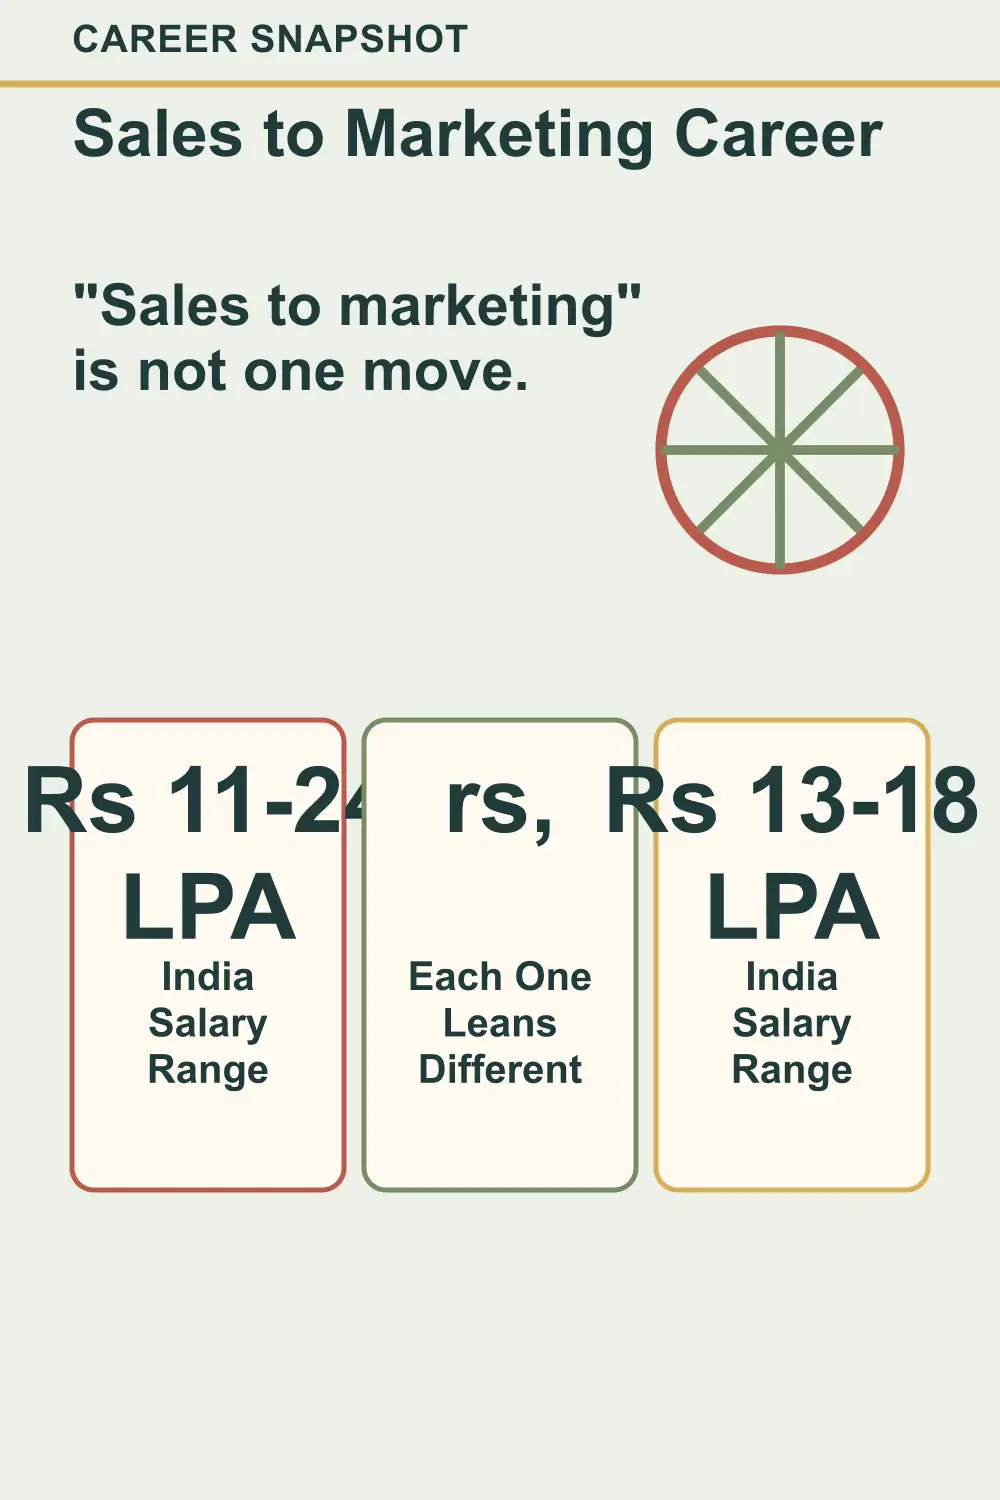 CAREER SNAPSHOT
Sales to Marketing Career
"Sales to marketing"
is not one move.
Rs 11-24
LPA
India
Salary
Range
rs,
Each One
Leans
Different
Rs 13-18
LPA
India
Salary
Range